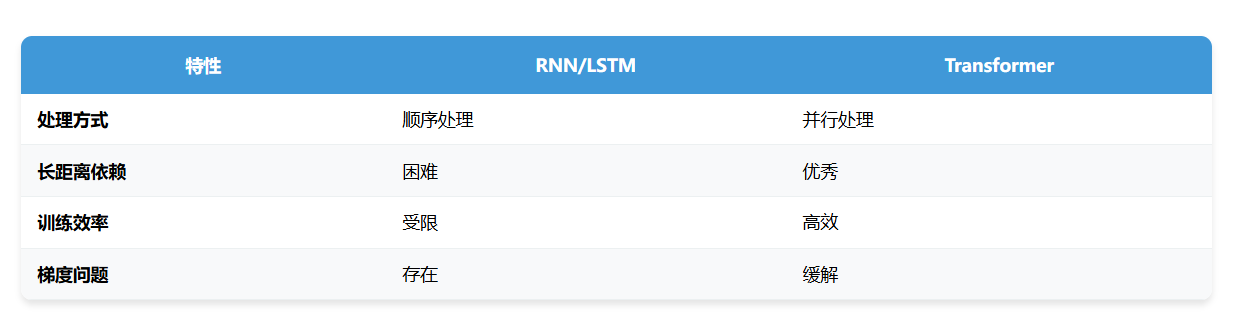 特性 RNN/LSTM Transformer
处理方式 顺序处理 并行处理
长距离依赖 困难 优秀
训练效率 受限 高效
梯度问题 存在 缓解